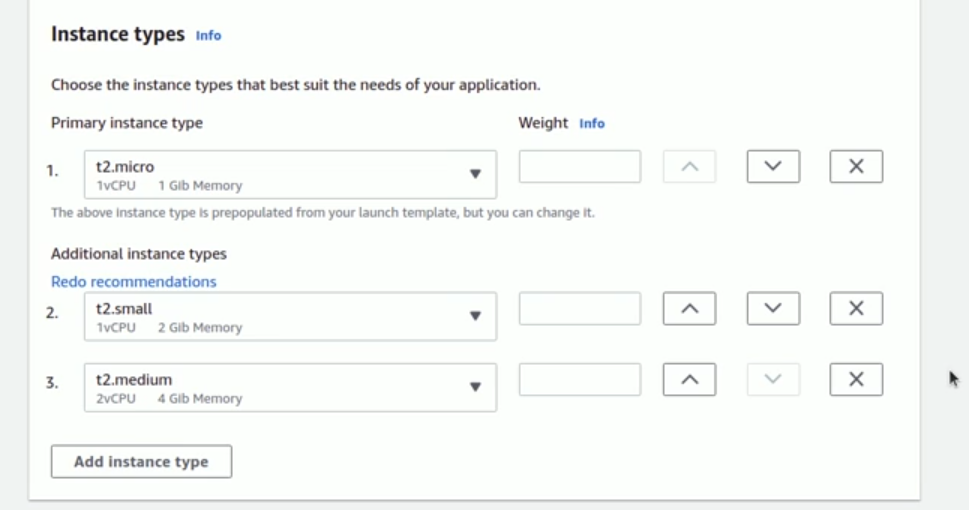 Instance types Info
Choose the instance types that best suit the needs of your application.
Primary instance type Weight Info
1. t2.micro
1vCPU 1 Gib Memory
The above instance type is prepopulated from your launch template, but you can change it.
Additional instance types
Redo recommendations
2. t2.small
1vCPU 2 Gib Memory
3. t2.medium
2vCPU 4 Gib Memory
Add instance type